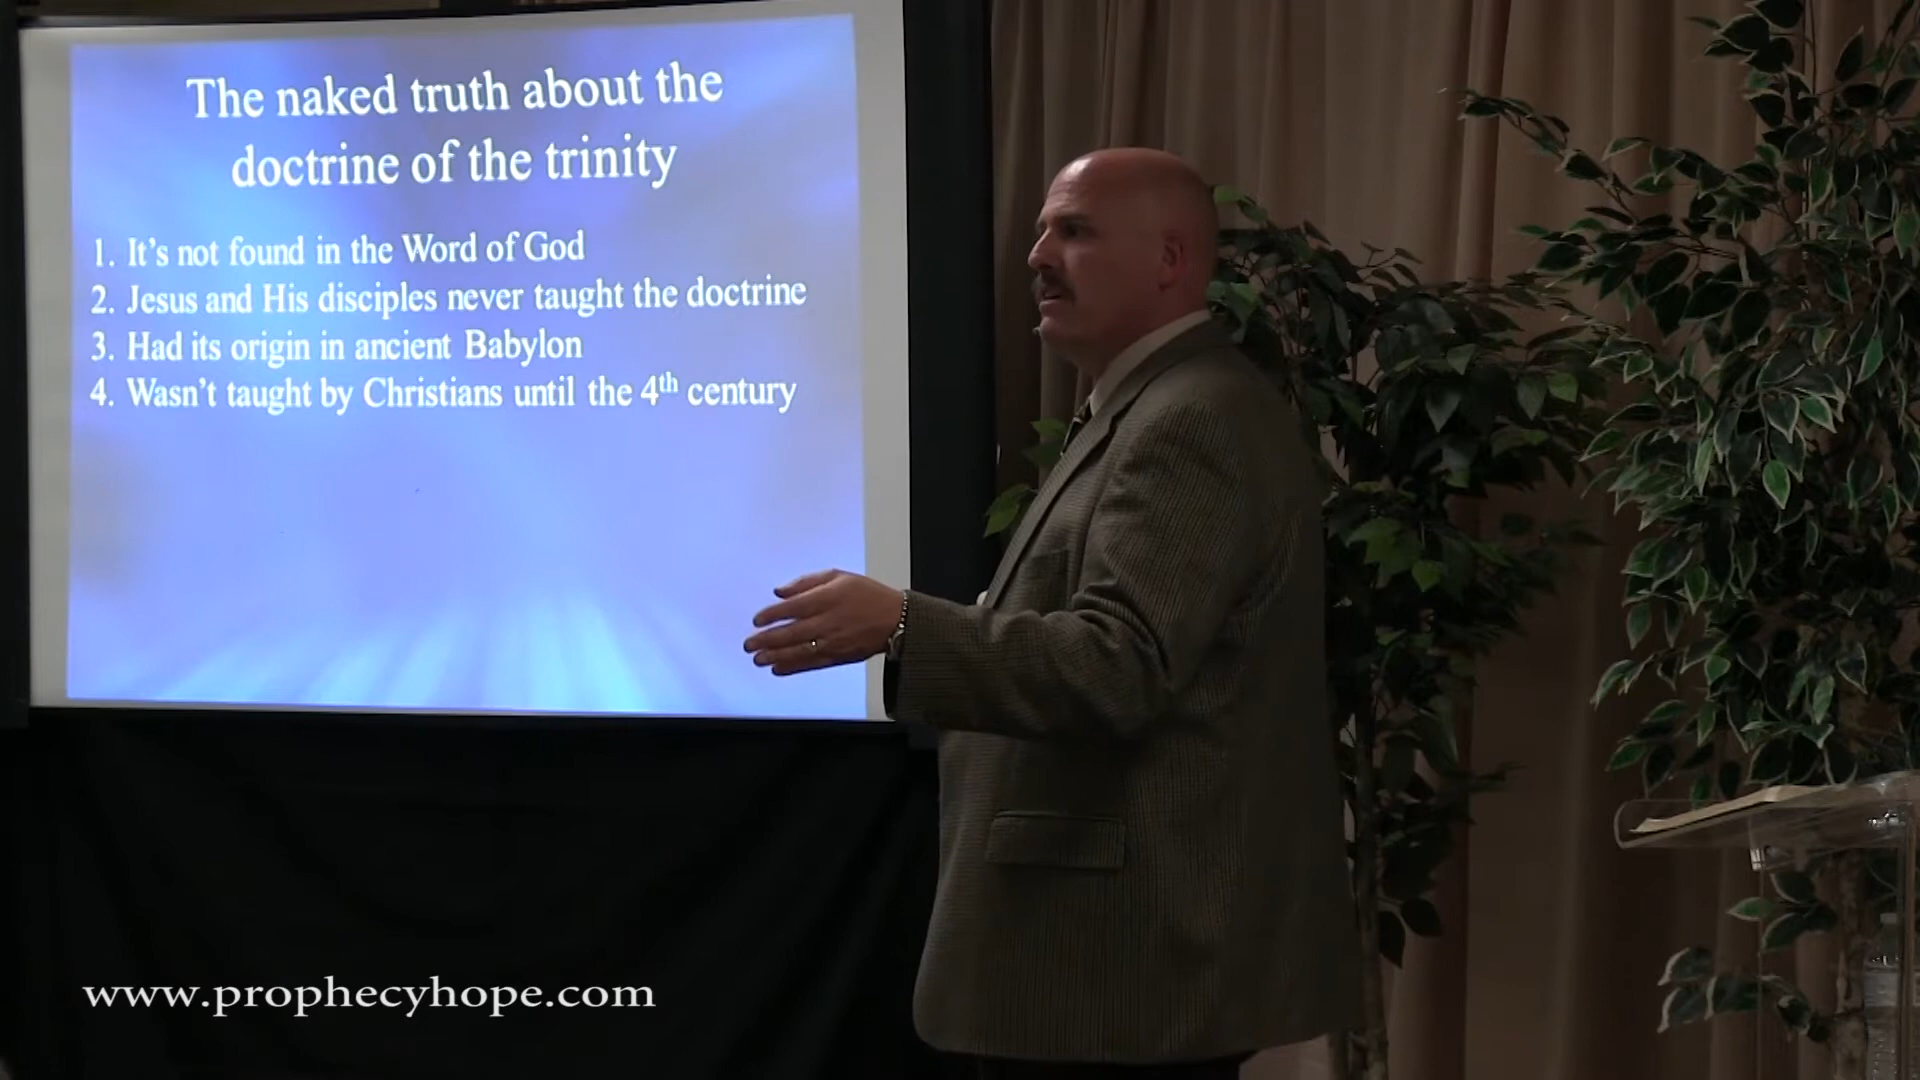 The naked truth about the
doctrine of the trinity
1. It's not found in the Word of God
2. Jesus and His disciples never taught the doctrine
3. Had its origin in ancient Babylon
4. Wasn't taught by Christians until the 4th century
www.prophecyhope.com